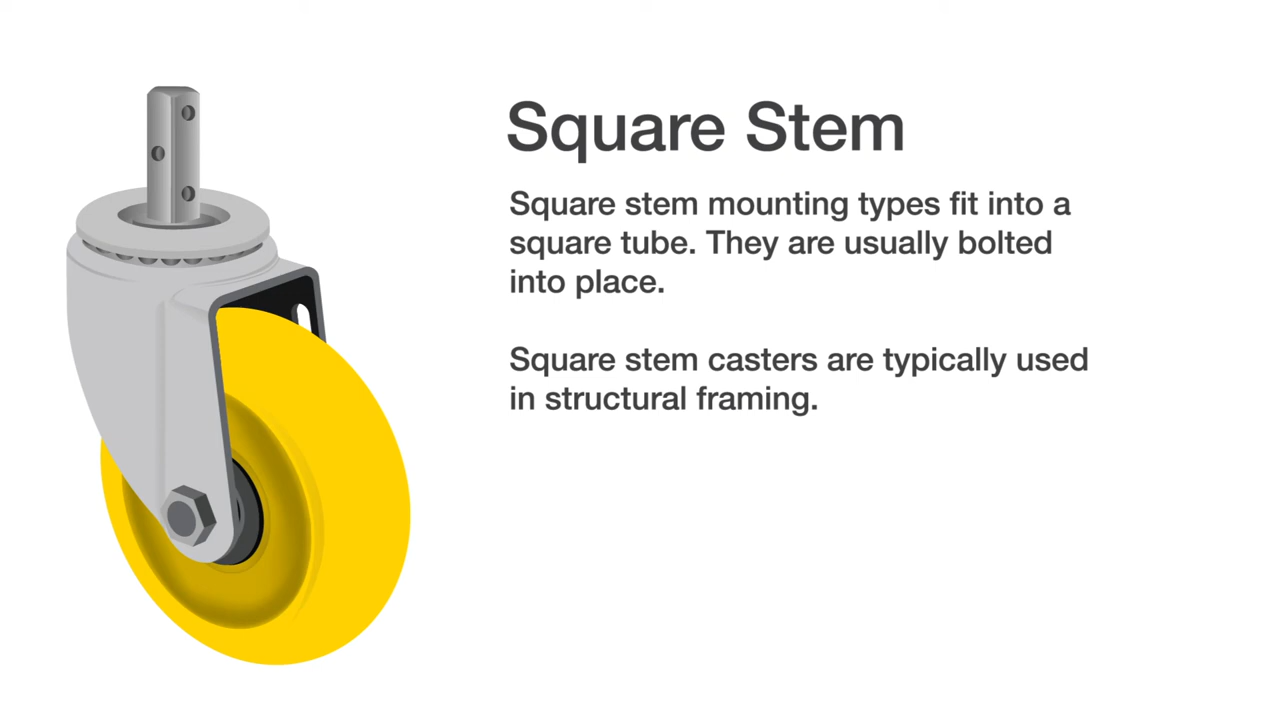 Square Stem
Square stem mounting types fit into a
square tube. They are usually bolted
into place.
Square stem casters are typically used
in structural framing.